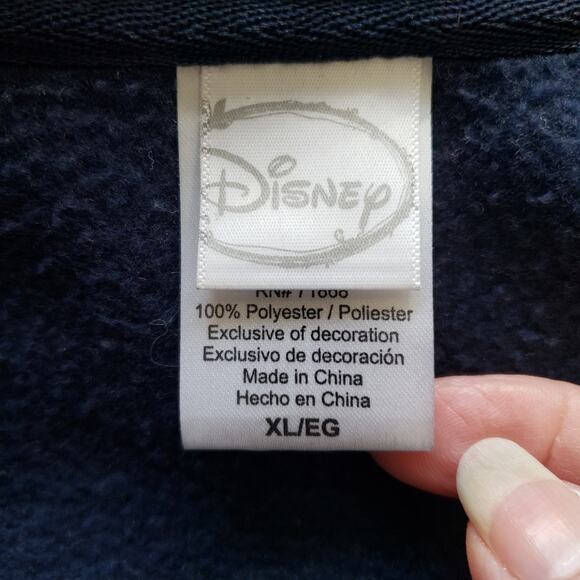 Disney
100% Polyester / Poliester
Exclusive of decoration
Exclusivo de decoración
Made in China
Hecho en China
XL/EG